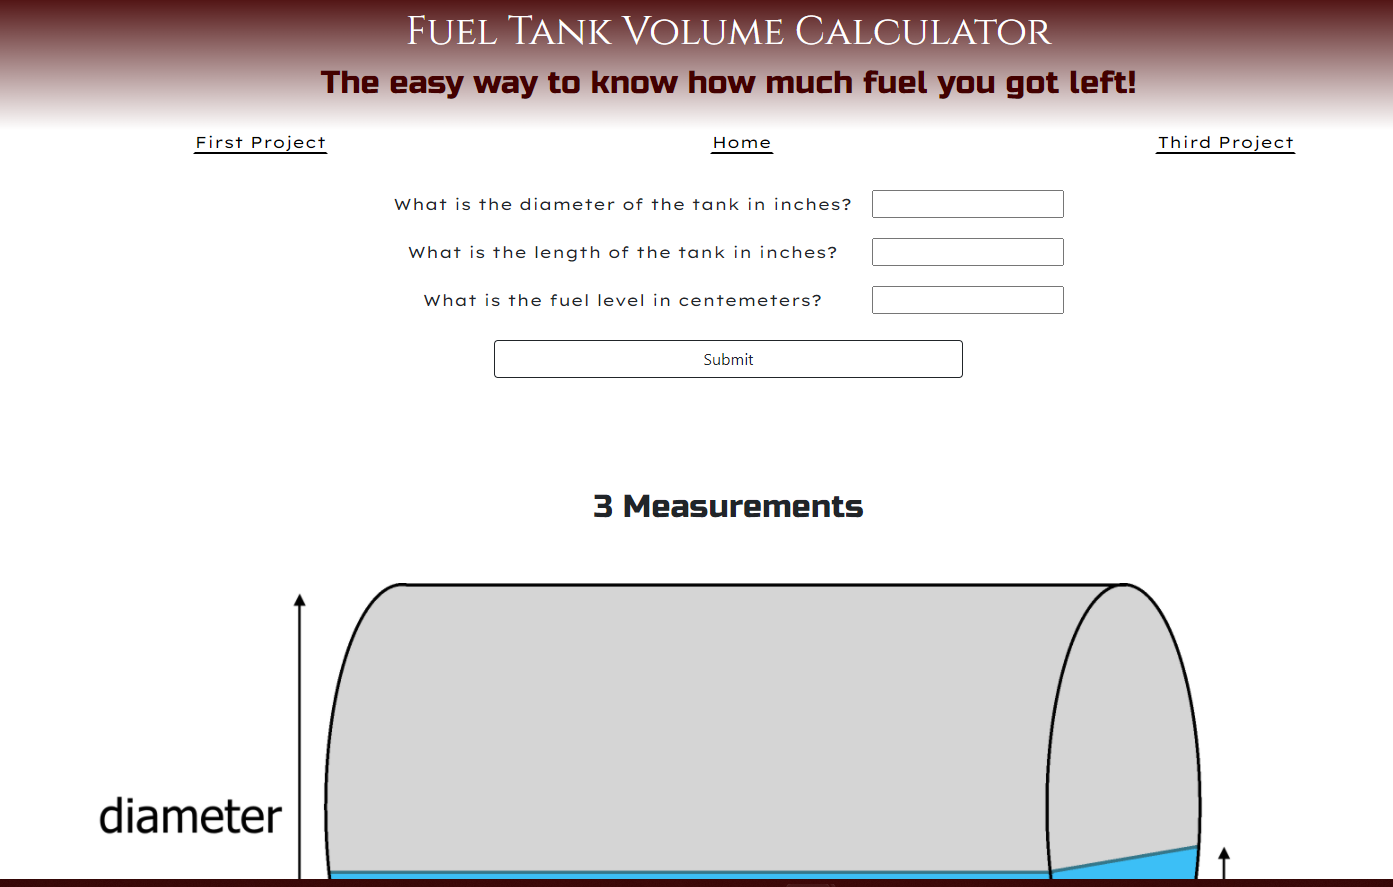 Fuel Tank Volume Calculator
The easy way to know how much fuel you got left!
First Project Home Third Project
What is the diameter of the tank in inches?
What is the length of the tank in inches?
What is the fuel level in centemeters?
Submit
3 Measurements
diameter